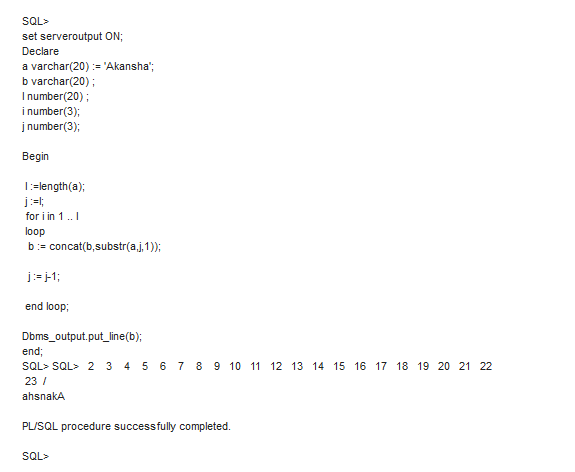 SQL>
set serveroutput ON;
Declare
a varchar(20) := 'Akansha';
b varchar(20) ;
l number(20) ;
i number(3);
j number(3);
Begin
l :=length(a);
j :=l;
for i in 1 .. l
loop
b := concat(b,substr(a,j,1));
j := j-1;
end loop;
Dbms_output.put_line(b);
end;
SQL> SQL> 2 3 4 5 6 7 8 9 10 11 12 13 14 15 16 17 18 19 20 21 22
23 /
ahsnakA
PL/SQL procedure successfully completed.
SQL>